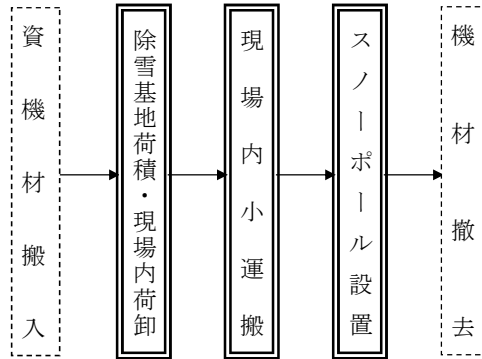 資機材搬入
除雪基地荷積・現場内荷卸
現場内小運搬
スノーポール設置
機材撤去